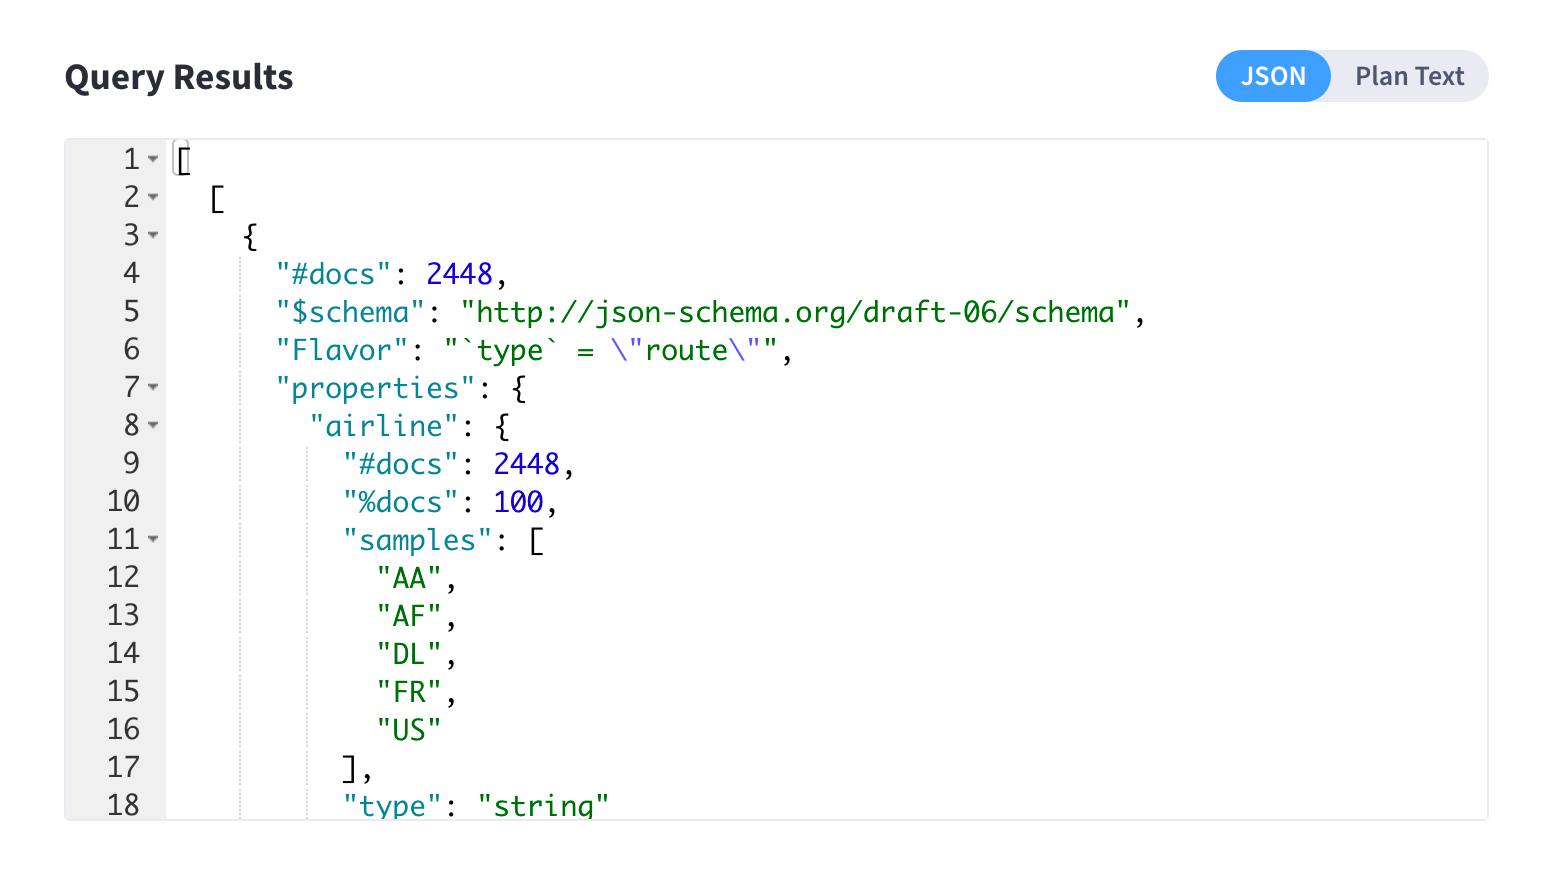 Query Results
JSON Plan Text
1 [
2 [
3 {
4 "#docs": 2448,
5 "$schema": "http://json-schema.org/draft-06/schema",
6 "Flavor": "`type` = \"route\"",
7 "properties": {
8 "airline": {
9 "#docs": 2448,
10 "%docs": 100,
11 "samples": [
12 "AA",
13 "AF",
14 "DL",
15 "FR",
16 "US"
17 ],
18 "type": "string"